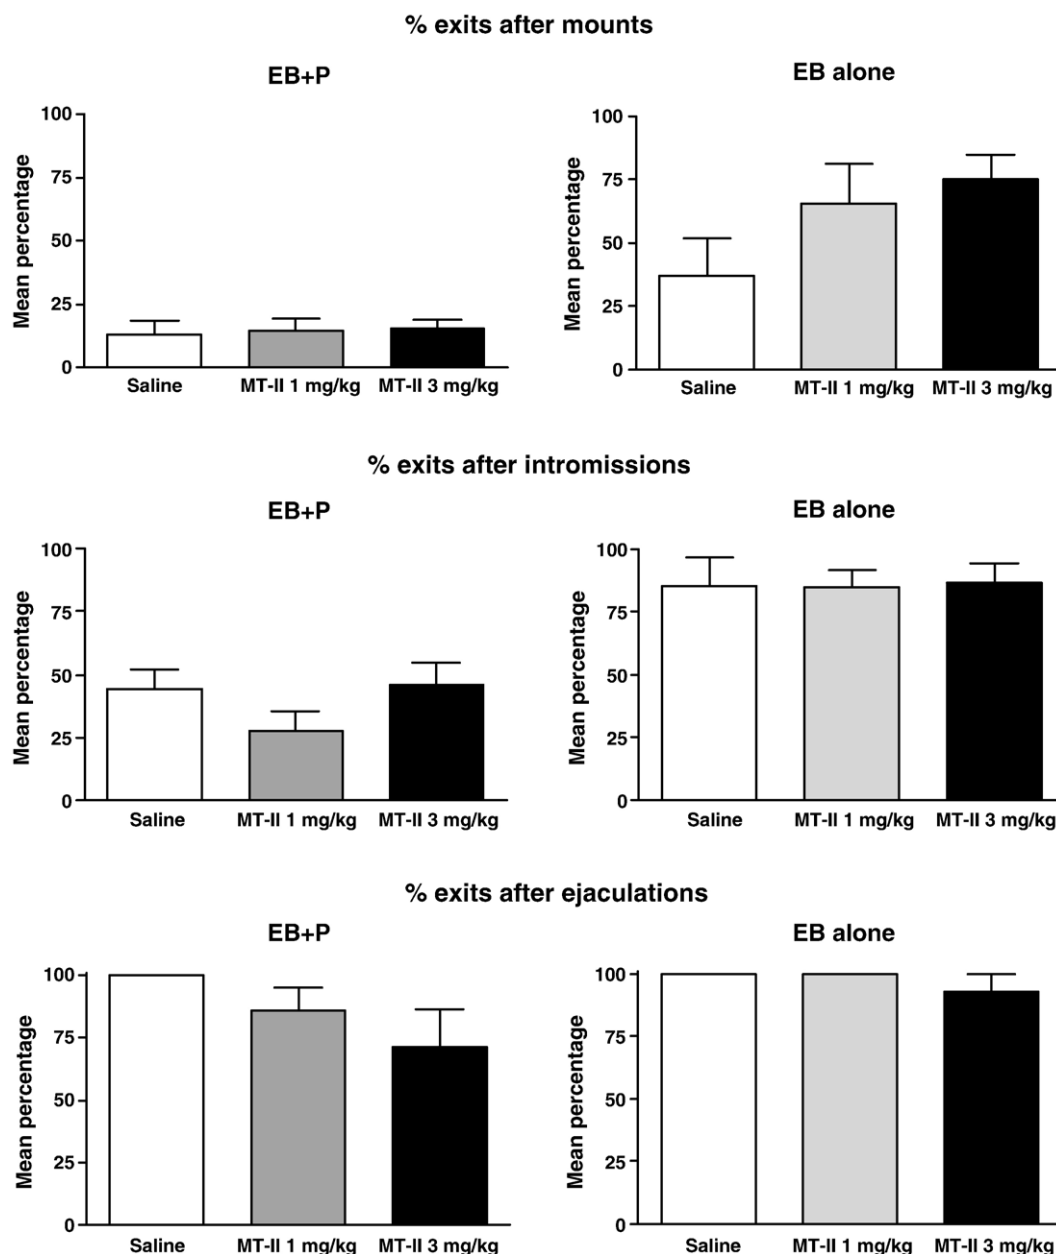 % exits after mounts
EB+P
EB alone
100
75
50
25
0
Mean percentage
Saline MT-II 1 mg/kg MT-II 3 mg/kg
100
75
50
25
0
Mean percentage
Saline MT-II 1 mg/kg MT-II 3 mg/kg
% exits after intromissions
EB+P
EB alone
100
75
50
25
0
Mean percentage
Saline MT-II 1 mg/kg MT-II 3 mg/kg
100
75
50
25
0
Mean percentage
Saline MT-II 1 mg/kg MT-II 3 mg/kg
% exits after ejaculations
EB+P
EB alone
100
75
50
25
0
Mean percentage
Saline MT-II 1 mg/kg MT-II 3 mg/kg
100
75
50
25
0
Mean percentage
Saline MT-II 1 mg/kg MT-II 3 mg/kg